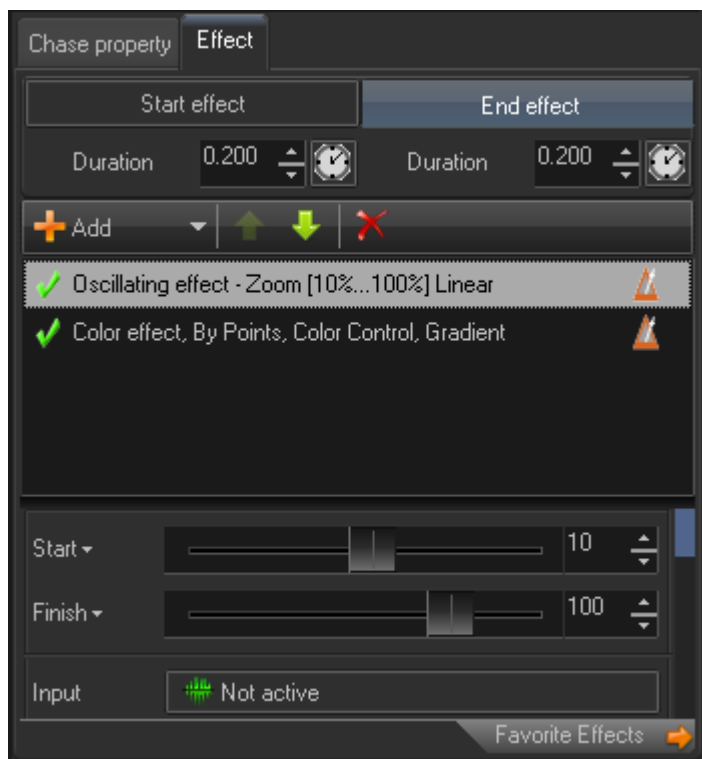 Chase property Effect
Start effect End effect
Duration 0.200 Duration 0.200
Add
Oscillating effect - Zoom [10%...100%] Linear
Color effect, By Points, Color Control, Gradient
Start 10
Finish 100
Input Not active
Favorite Effects